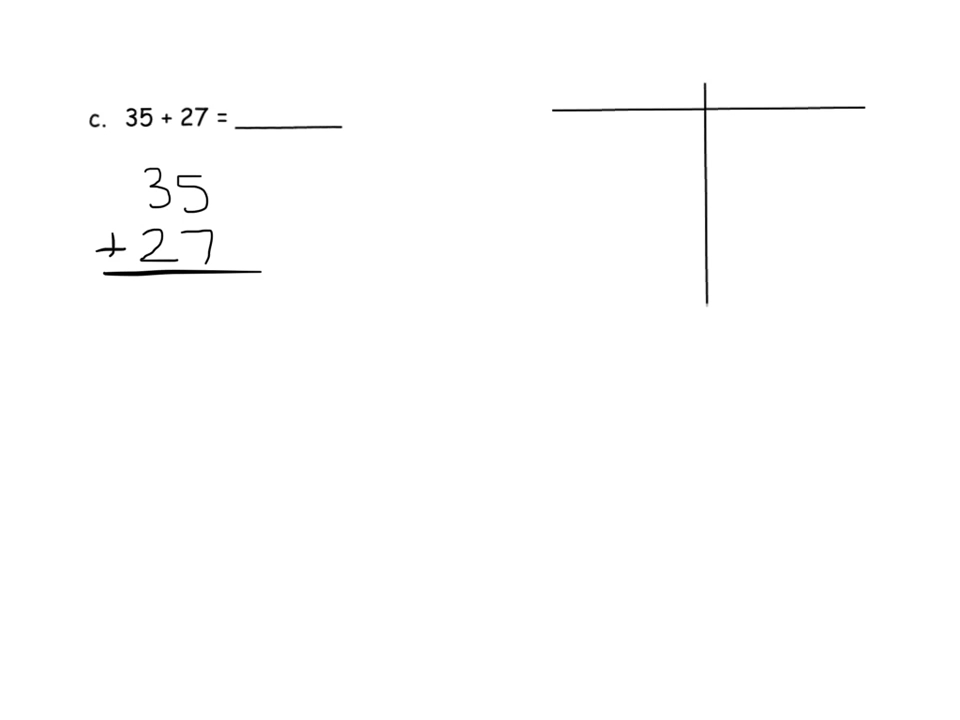 c. 35 + 27 = ________
35
+ 27